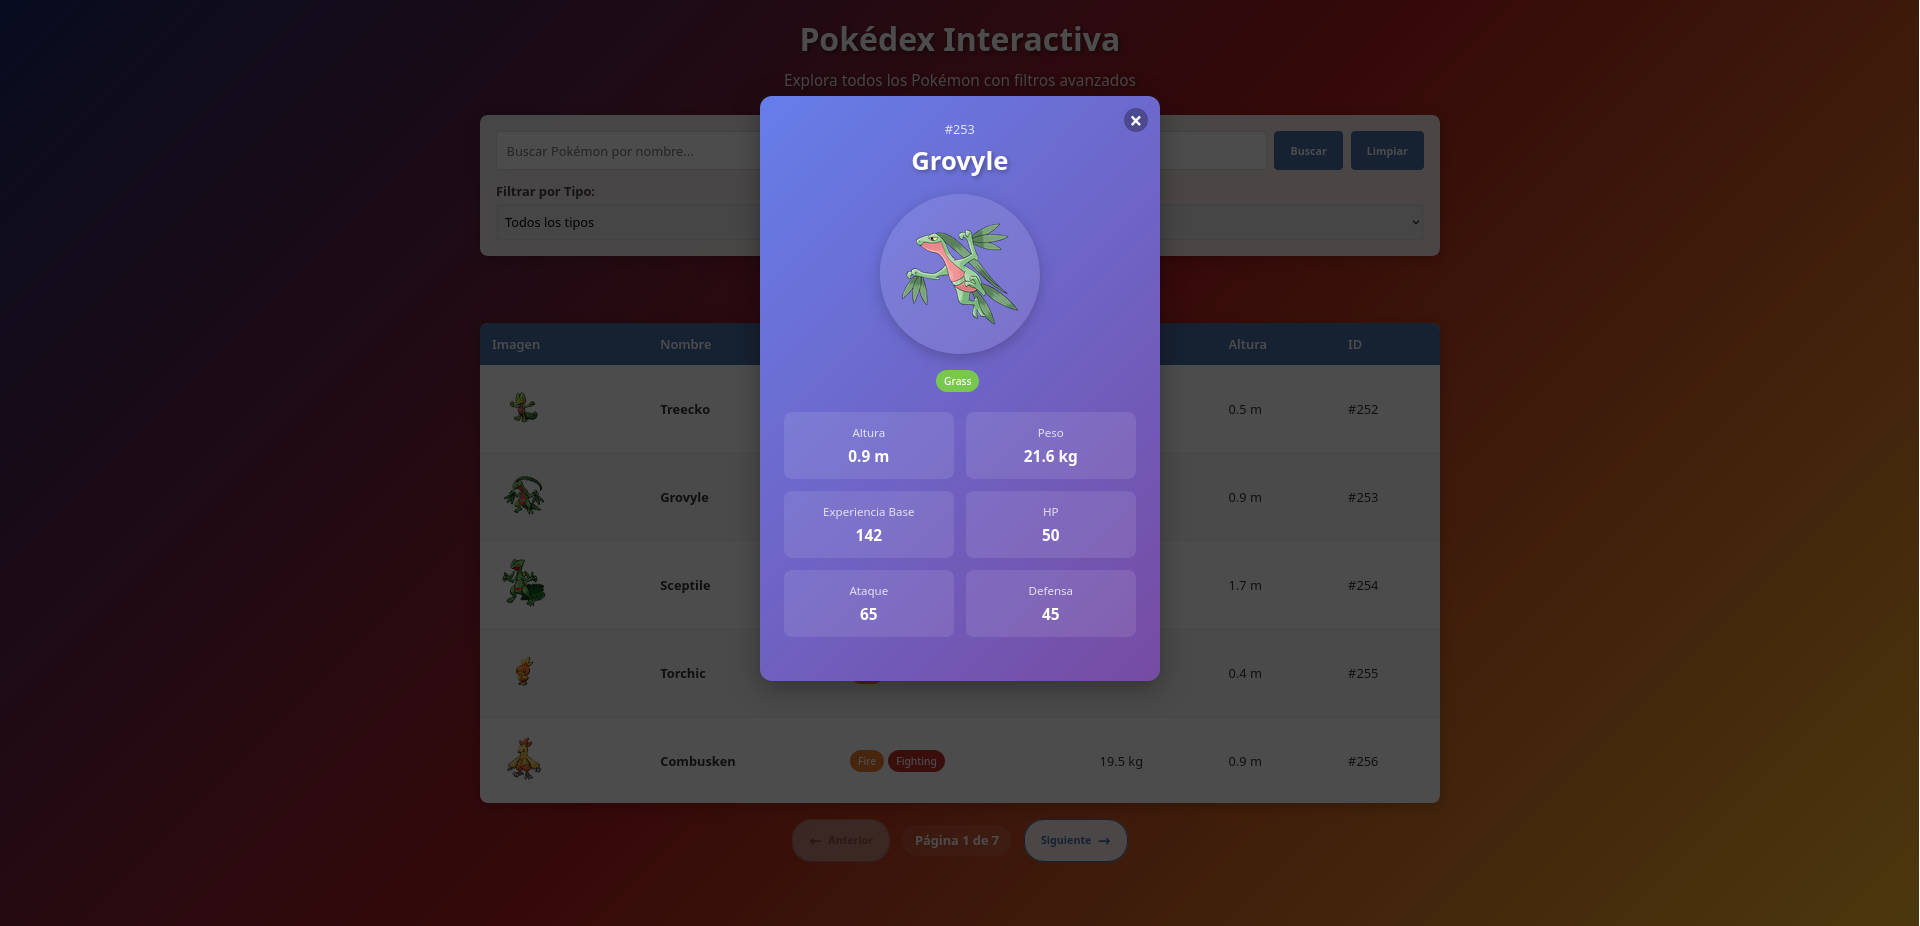 Pokédex Interactiva
Explora todos los Pokémon con filtros avanzados
Buscar Pokémon por nombre...
Buscar
Limpiar
Filtrar por Tipo:
Todos los tipos
#253
Grovyle
Grass
Altura
0.9 m
Peso
21.6 kg
Experiencia Base
142
HP
50
Ataque
65
Defensa
45
Imagen Nombre Altura ID
Treecko 0.5 m #252
Grovyle 0.9 m #253
Sceptile 1.7 m #254
Torchic 0.4 m #255
Combusken Fire Fighting 19.5 kg 0.9 m #256
← Anterior
Página 1 de 7
Siguiente →